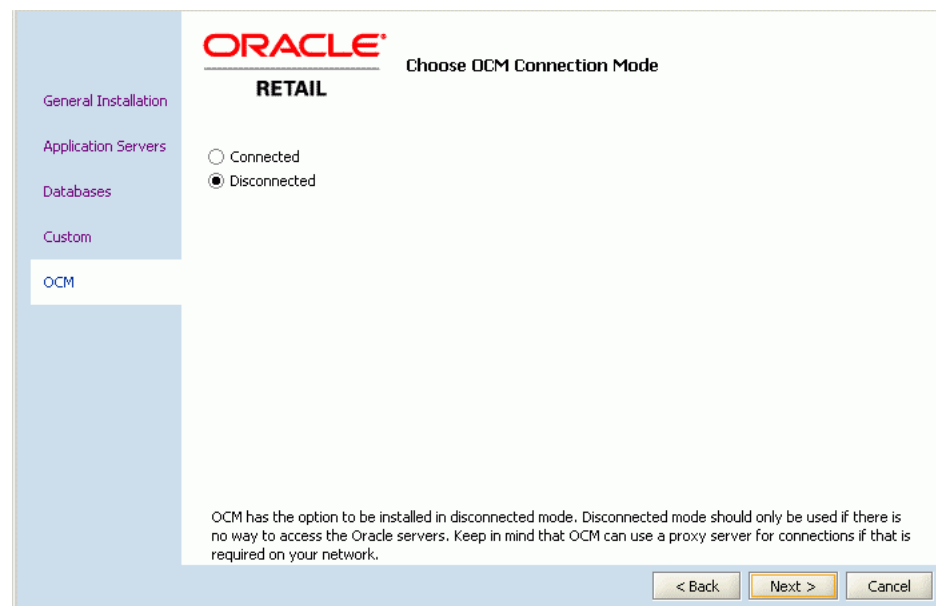 ORACLE®
RETAIL
Choose OCM Connection Mode
General Installation
Application Servers
Databases
Custom
OCM
Connected
Disconnected
OCM has the option to be installed in disconnected mode. Disconnected mode should only be used if there is
no way to access the Oracle servers. Keep in mind that OCM can use a proxy server for connections if that is
required on your network.
< Back
Next >
Cancel